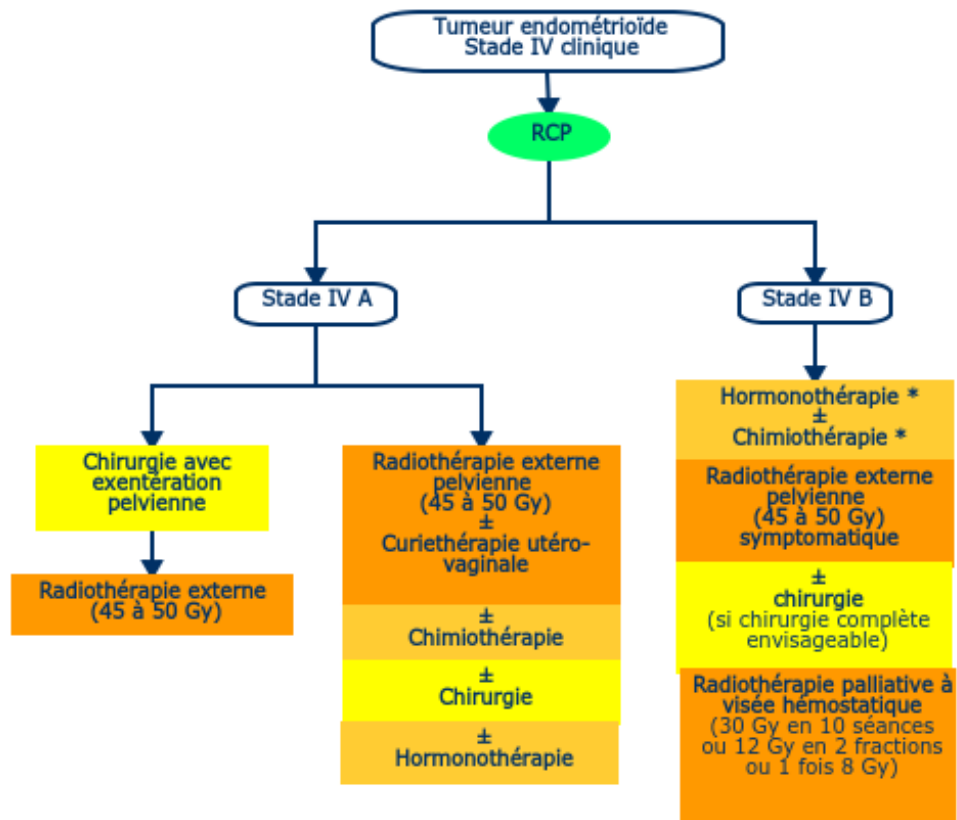 Tumeur endométrioïde
Stade IV clinique
RCP
Stade IV A
Stade IV B
Chirurgie avec
exentération
pelvienne
Radiothérapie externe
(45 à 50 Gy)
Radiothérapie externe
pelvienne
(45 à 50 Gy)
±
Curiethérapie utéro-
vaginale
±
Chimiothérapie
±
Chirurgie
±
Hormonothérapie
Hormonothérapie *
±
Chimiothérapie *
Radiothérapie externe
pelvienne
(45 à 50 Gy)
symptomatique
±
chirurgie
(si chirurgie complète
envisageable)
Radiothérapie palliative à
visée hémostatique
(30 Gy en 10 séances
ou 12 Gy en 2 fractions
ou 1 fois 8 Gy)